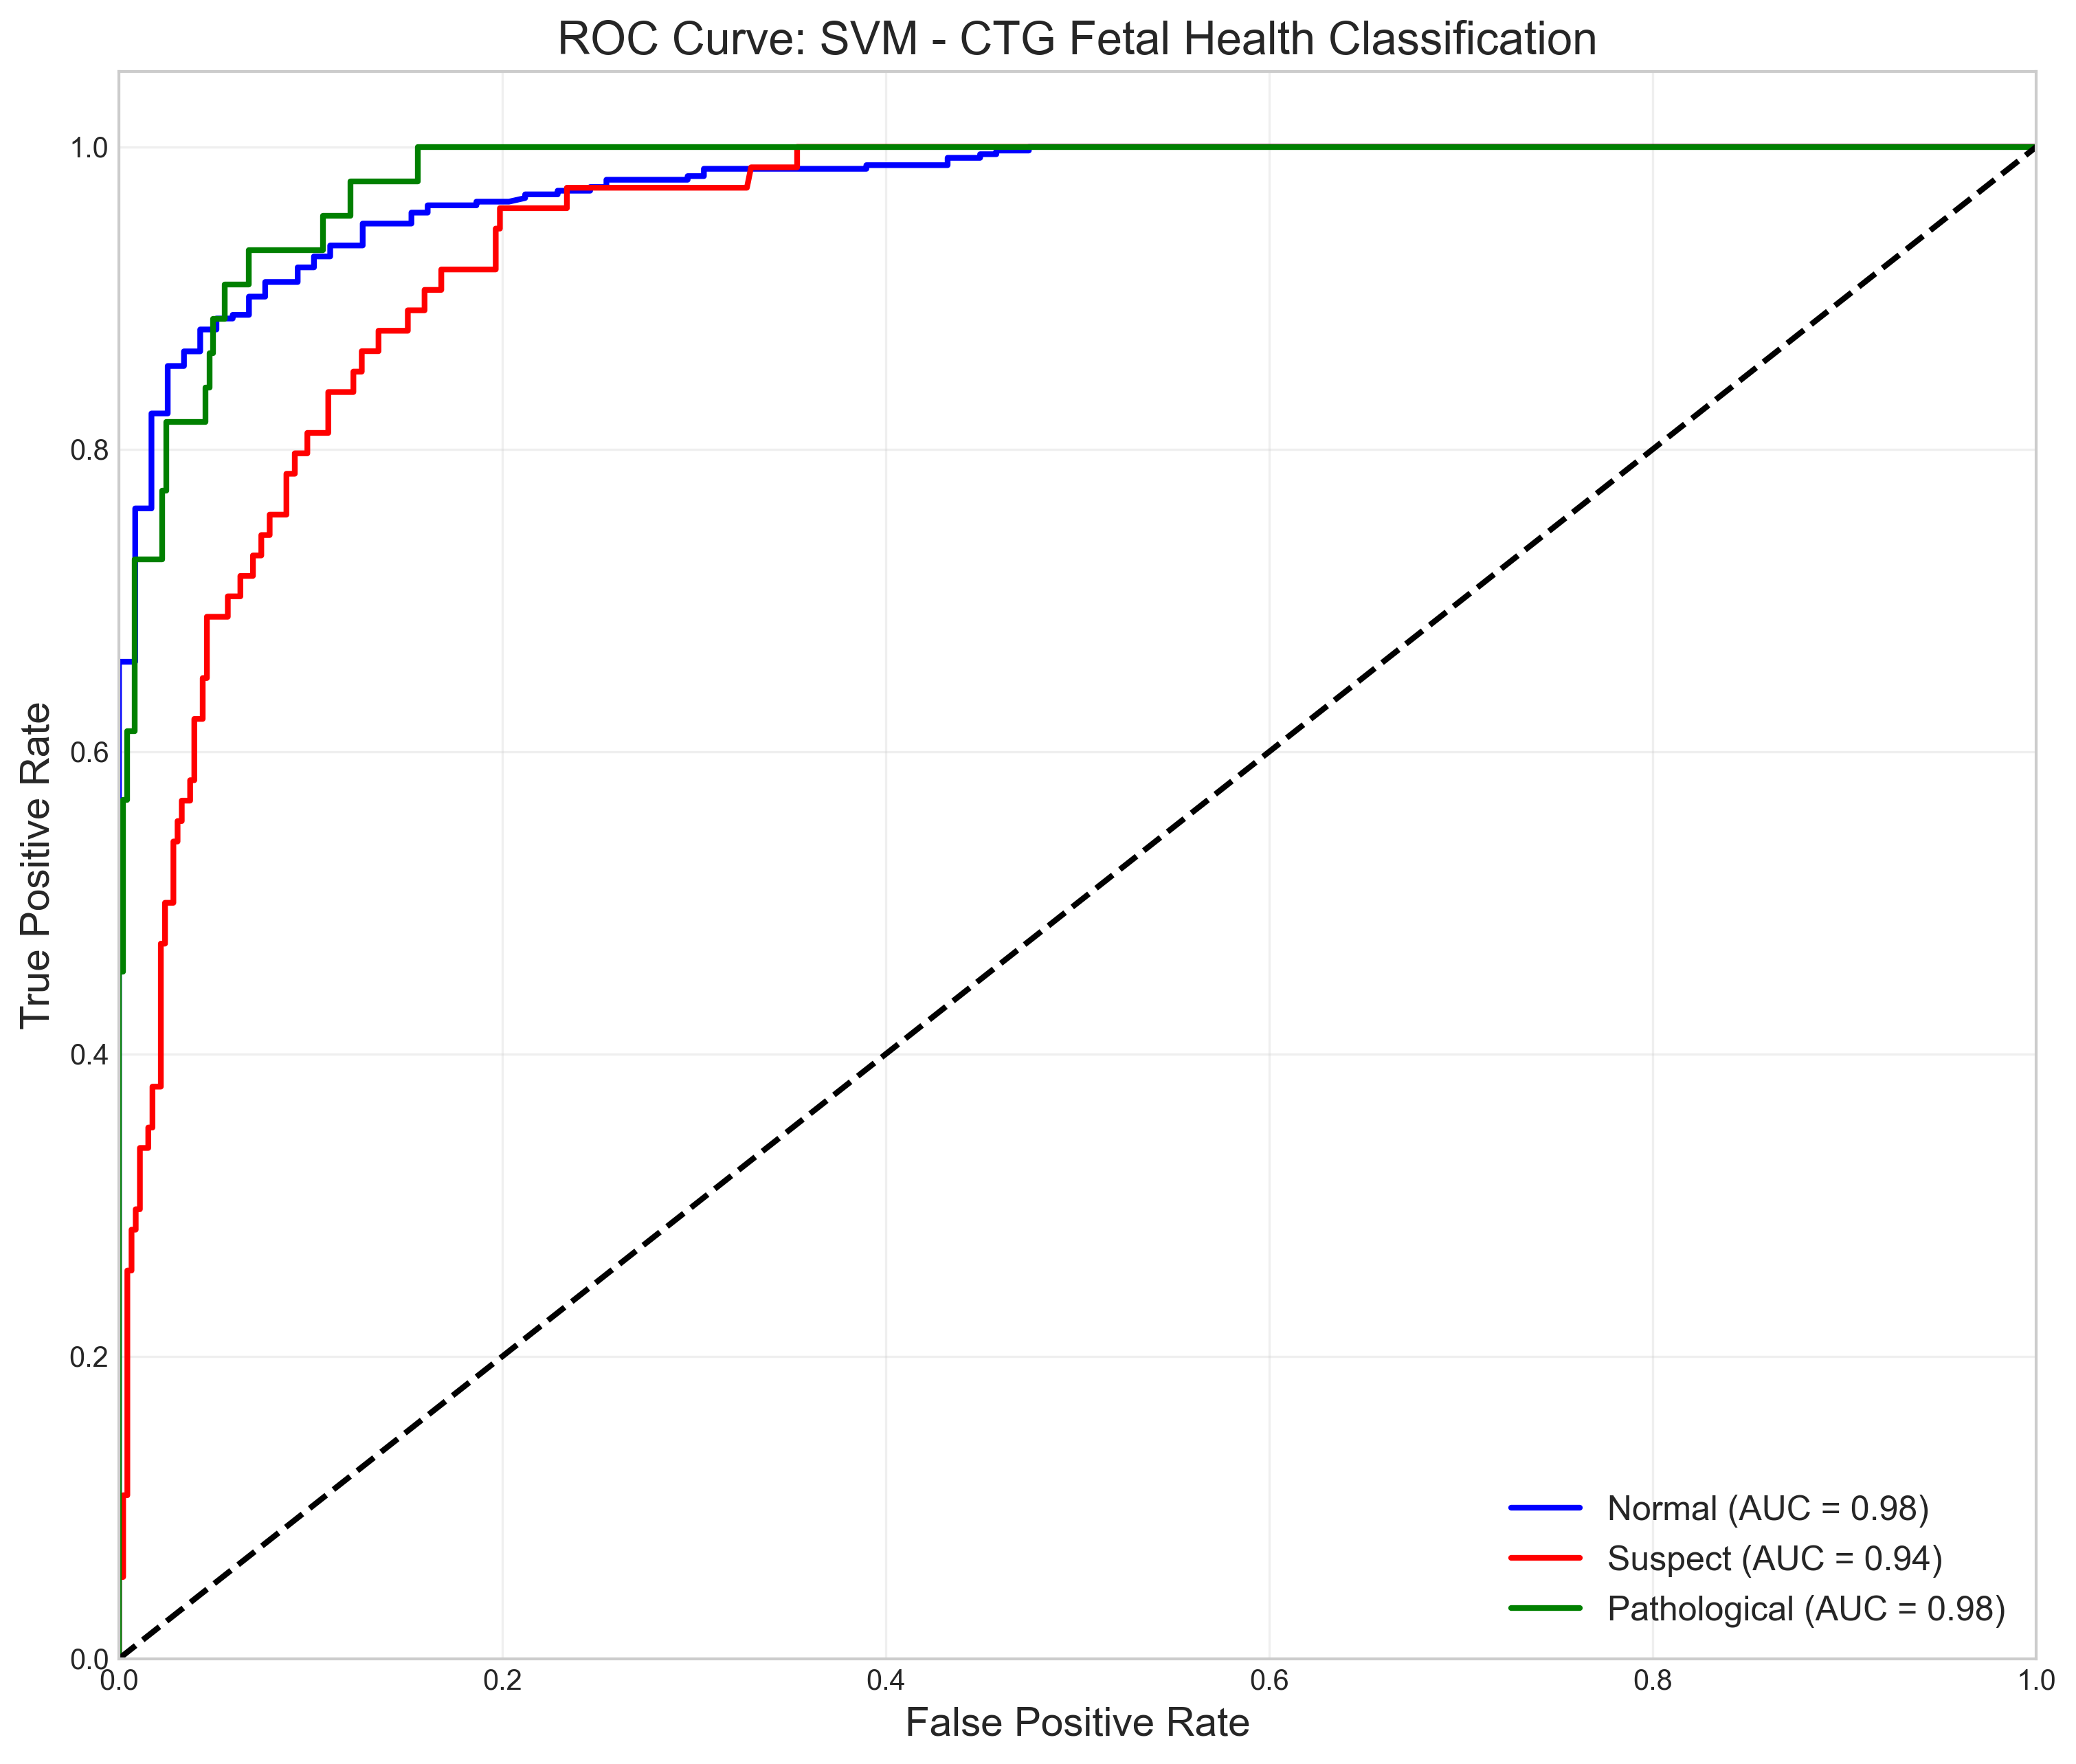 ROC Curve: SVM - CTG Fetal Health Classification
True Positive Rate
1.0
0.8
0.6
0.4
0.2
0.0
0.0 0.2 0.4 0.6 0.8 1.0
False Positive Rate
Normal (AUC = 0.98)
Suspect (AUC = 0.94)
Pathological (AUC = 0.98)